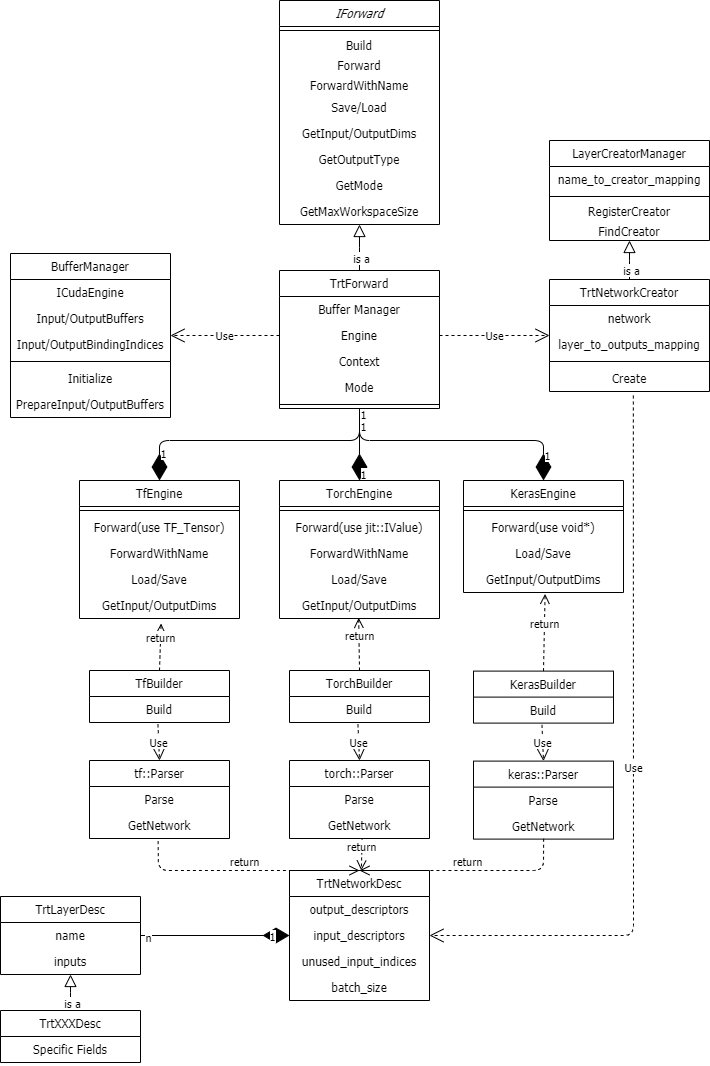 IForward
Build
Forward
ForwardWithName
Save/Load
GetInput/OutputDims
GetOutputType
GetMode
GetMaxWorkspaceSize
LayerCreatorManager
name_to_creator_mapping
RegisterCreator
FindCreator
is a
is a
BufferManager
ICudaEngine
Input/OutputBuffers
Input/OutputBindingIndices
Initialize
PrepareInput/OutputBuffers
Use
TrtForward
Buffer Manager
Engine
Context
Mode
Use
TrtNetworkCreator
network
layer_to_outputs_mapping
Create
1
1
1
1
1
TfEngine
Forward(use TF_Tensor)
ForwardWithName
Load/Save
GetInput/OutputDims
TorchEngine
Forward(use jit::IValue)
ForwardWithName
Load/Save
GetInput/OutputDims
KerasEngine
Forward(use void*)
Load/Save
GetInput/OutputDims
return
return
return
TfBuilder
Build
TorchBuilder
Build
KerasBuilder
Build
Use
Use
Use
Use
tf::Parser
Parse
GetNetwork
torch::Parser
Parse
GetNetwork
keras::Parser
Parse
GetNetwork
return
return
return
TrtNetworkDesc
output_descriptors
input_descriptors
unused_input_indices
batch_size
TrtLayerDesc
name
inputs
n
1
is a
TrtXXXDesc
Specific Fields